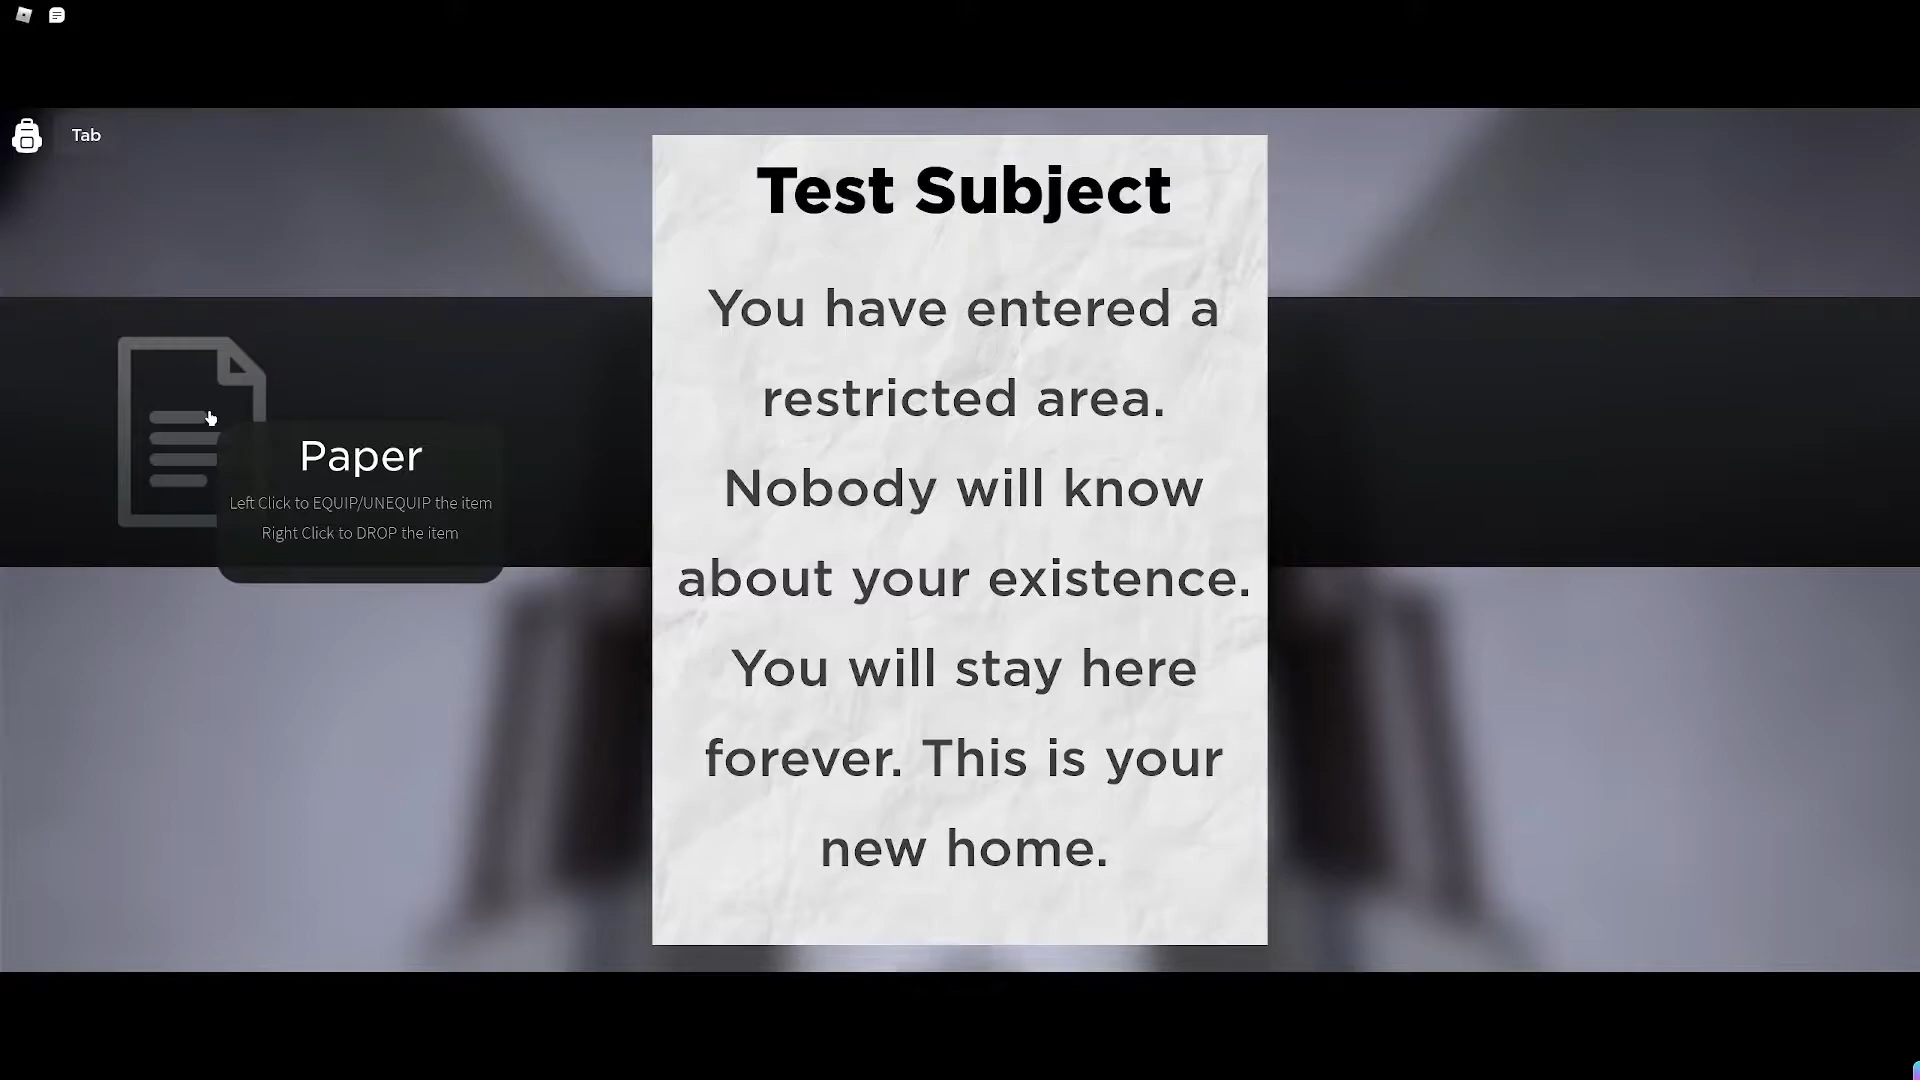 Tab
Test Subject
You have entered a
restricted area.
Nobody will know
about your existence.
You will stay here
forever. This is your
new home.
Paper
Left Click to EQUIP/UNEQUIP the item
Right Click to DROP the item